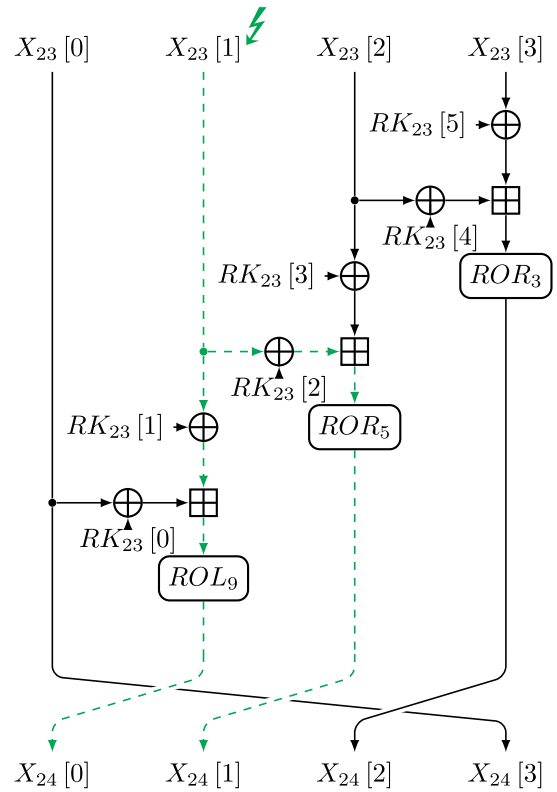 X₂₃ [0] X₂₃ [1] X₂₃ [2] X₂₃ [3]
RK₂₃ [5]
RK₂₃ [4]
RK₂₃ [3] ROR₃
RK₂₃ [2]
RK₂₃ [1] ROR₅
RK₂₃ [0]
ROL₉
X₂₄ [0] X₂₄ [1] X₂₄ [2] X₂₄ [3]